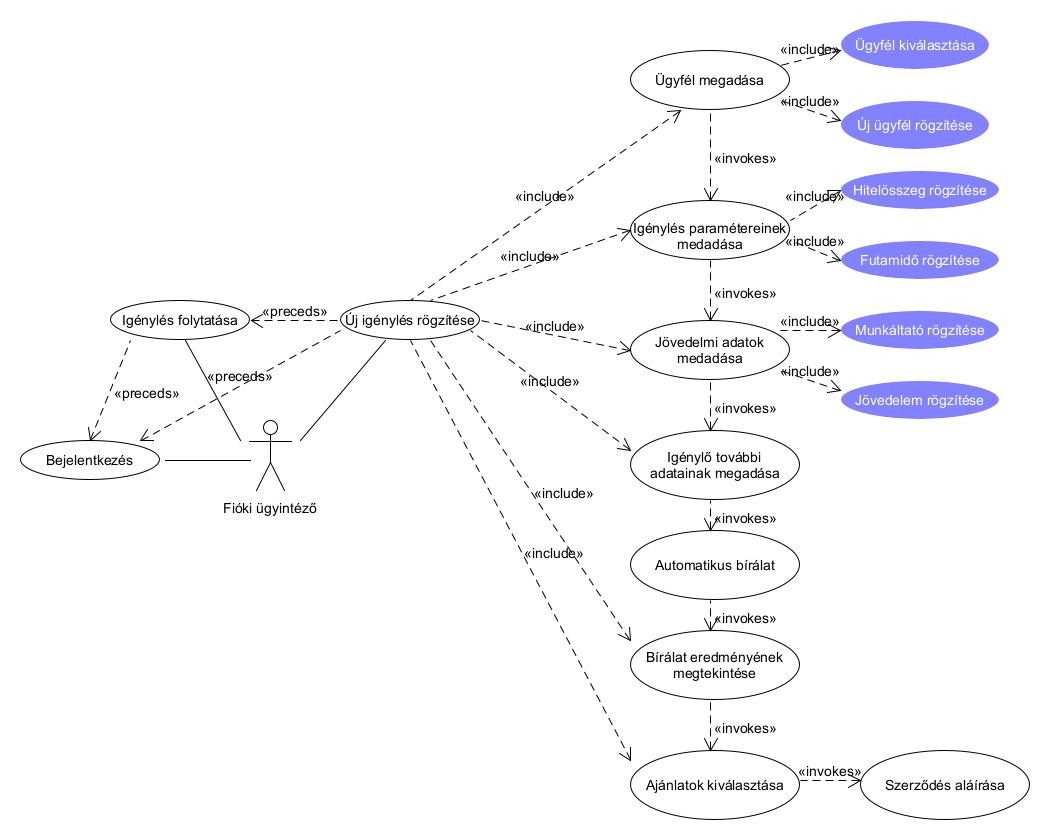 «include»
Ügyfél kiválasztása
Ügyfél megadása
«include»
Új ügyfél rögzítése
«invokes»
«include»
Hitelösszeg rögzítése
«include»
Igénylés paramétereinek
medadása
«include»
Futamidő rögzítése
«include»
«invokes»
«preceds»
Igénylés folytatása
Új igénylés rögzítése
«include»
«include»
Munkáltató rögzítése
Jövedelmi adatok
medadása
«preceds»
«include»
«include»
Jövedelem rögzítése
«preceds»
«invokes»
Bejelentkezés
Igénylő további
adatainak megadása
Fióki ügyintéző
«include»
«invokes»
«include»
Automatikus bírálat
«invokes»
Bírálat eredményének
megtekintése
«invokes»
Ajánlatok kiválasztása
«invokes»
Szerződés aláírása